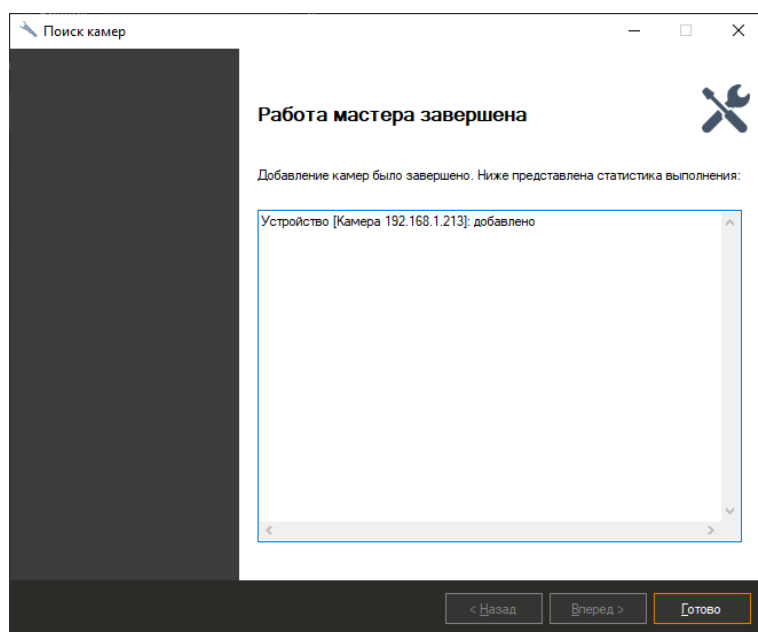 Поиск камер
Работа мастера завершена
Добавление камер было завершено. Ниже представлена статистика выполнения:
Устройство [Камера 192.168.1.213]: добавлено
< Назад
Вперед >
Готово